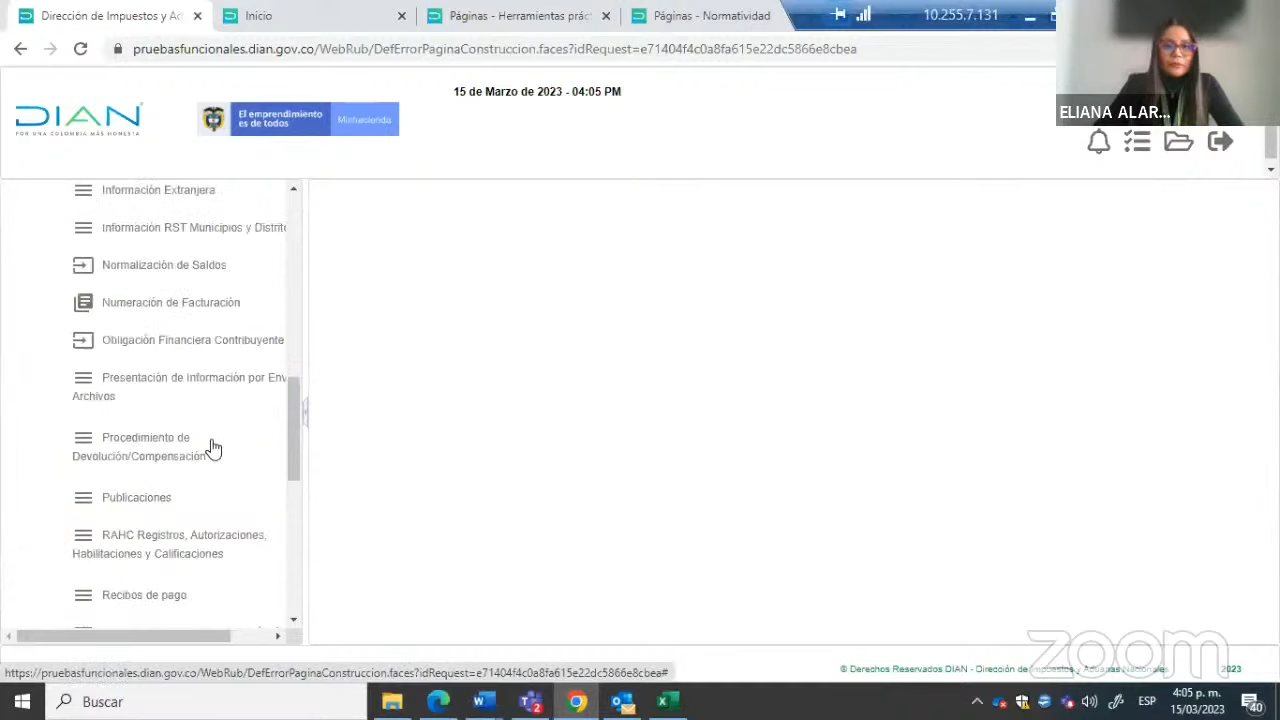 Dirección de Impuestos y Ad
Inicio
Páginas - Herramientas prác
Páginas - Normatividad
10.255.7.131
pruebasfuncionales.dian.gov.co/WebRub/DefErrorPaginaConstruccion.faces?idRequest=e71404f4c0a8fa615e22dc5866e8cbea
15 de Marzo de 2023 - 04:05 PM
DIAN
POR UNA COLOMBIA MÁS HONESTA
El emprendimiento
es de todos
Minhacienda
ELIANA ALAR...
Información Extranjera
Información RST Municipios y Distrito
Normalización de Saldos
Numeración de Facturación
Obligación Financiera Contribuyente
Presentación de Información por Env
Archivos
Procedimiento de
Devolución/Compensación
Publicaciones
RAHC Registros, Autorizaciones,
Habilitaciones y Calificaciones
Recibos de pago
zoom
https://pruebasfuncionales.dian.gov.co/WebRub/DefErrorPaginaConstruccion.faces?idRequest=e71404f4c0a8fa615e22dc5866e8cbea#
© Derechos Reservados DIAN - Dirección de Impuestos y Aduanas Nacionales 2023
Buscar
ESP
4:05 p. m.
15/03/2023
40